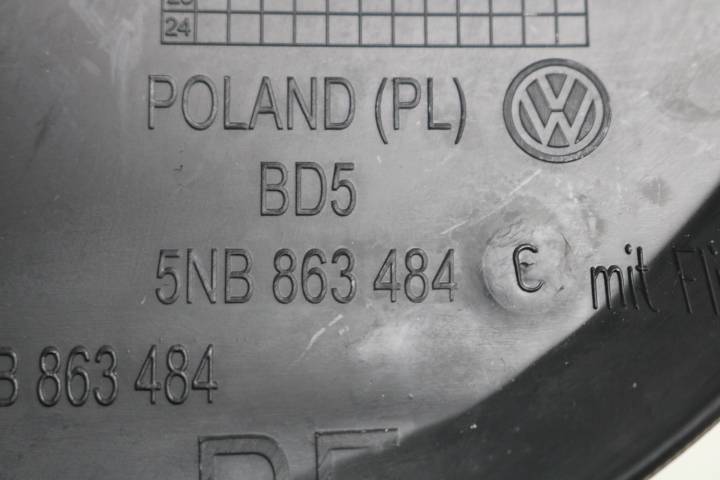 24
POLAND (PL)
BD5
5NB 863 484 C mit
B 863 484